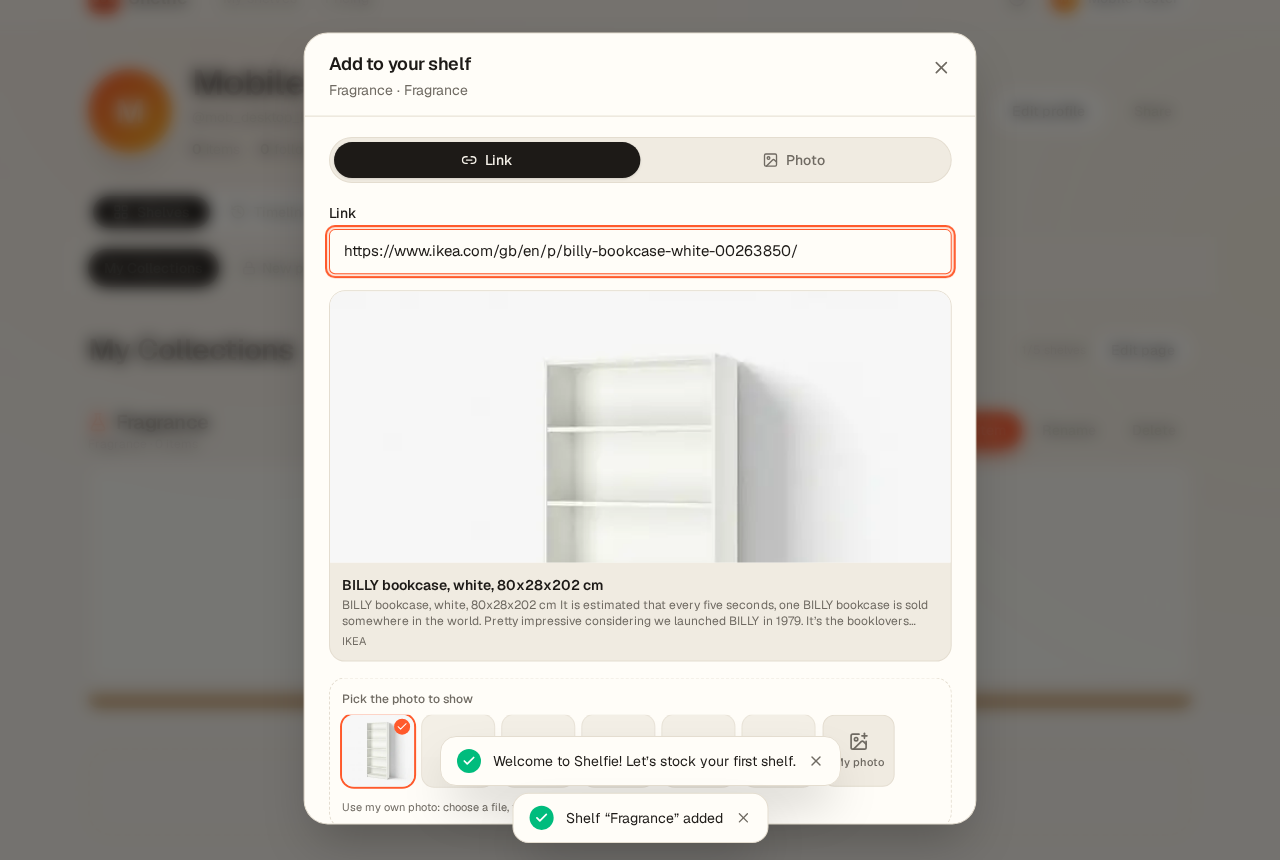 Add to your shelf
Fragrance · Fragrance
Link
Photo
Link
https://www.ikea.com/gb/en/p/billy-bookcase-white-00263850/
BILLY bookcase, white, 80x28x202 cm
BILLY bookcase, white, 80x28x202 cm It is estimated that every five seconds, one BILLY bookcase is sold
somewhere in the world. Pretty impressive considering we launched BILLY in 1979. It's the booklovers…
IKEA
Pick the photo to show
photo
Welcome to Shelfie! Let's stock your first shelf.
Use my own photo: choose a file,
Shelf “Fragrance” added
My Collections
Fragrance